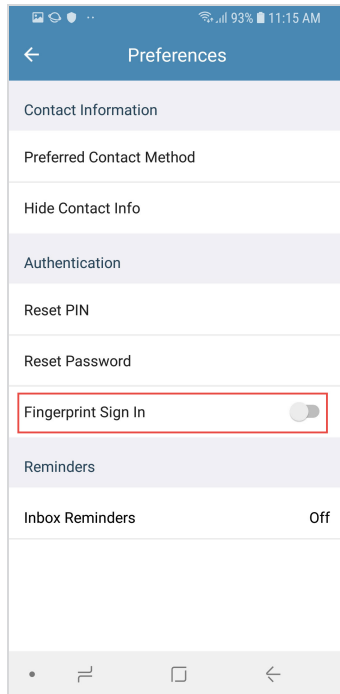 93% 11:15 AM
Preferences
Contact Information
Preferred Contact Method
Hide Contact Info
Authentication
Reset PIN
Reset Password
Fingerprint Sign In
Reminders
Inbox Reminders Off